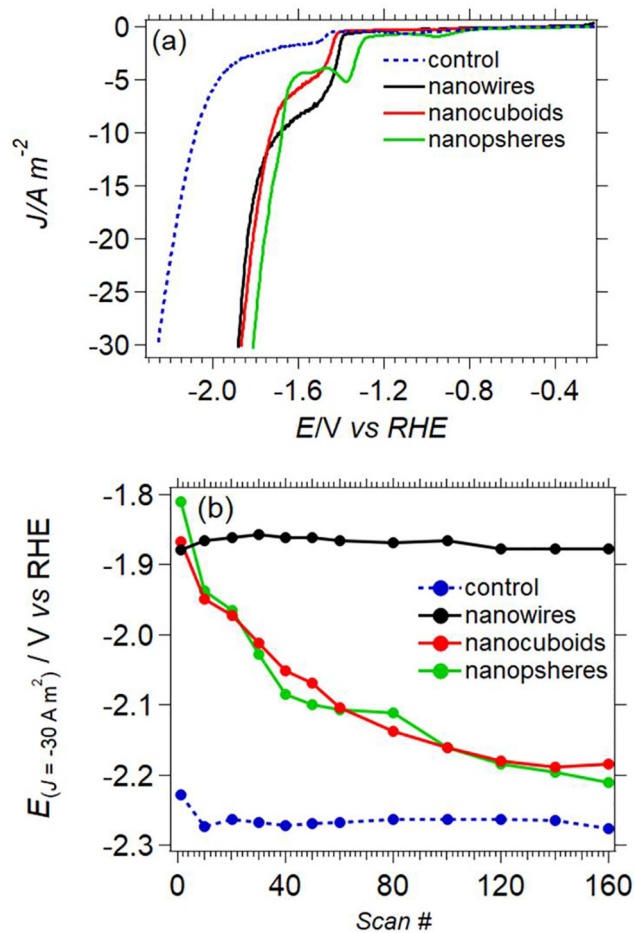 (a)
0
-5
-10
-15
-20
-25
-30
J/A m-2
control
nanowires
nanocuboids
nanopsheres
-2.0 -1.6 -1.2 -0.8 -0.4
E/V vs RHE
(b)
-1.8
-1.9
-2.0
-2.1
-2.2
-2.3
E(J = -30 A m2) / V vs RHE
control
nanowires
nanocuboids
nanopsheres
0 40 80 120 160
Scan #